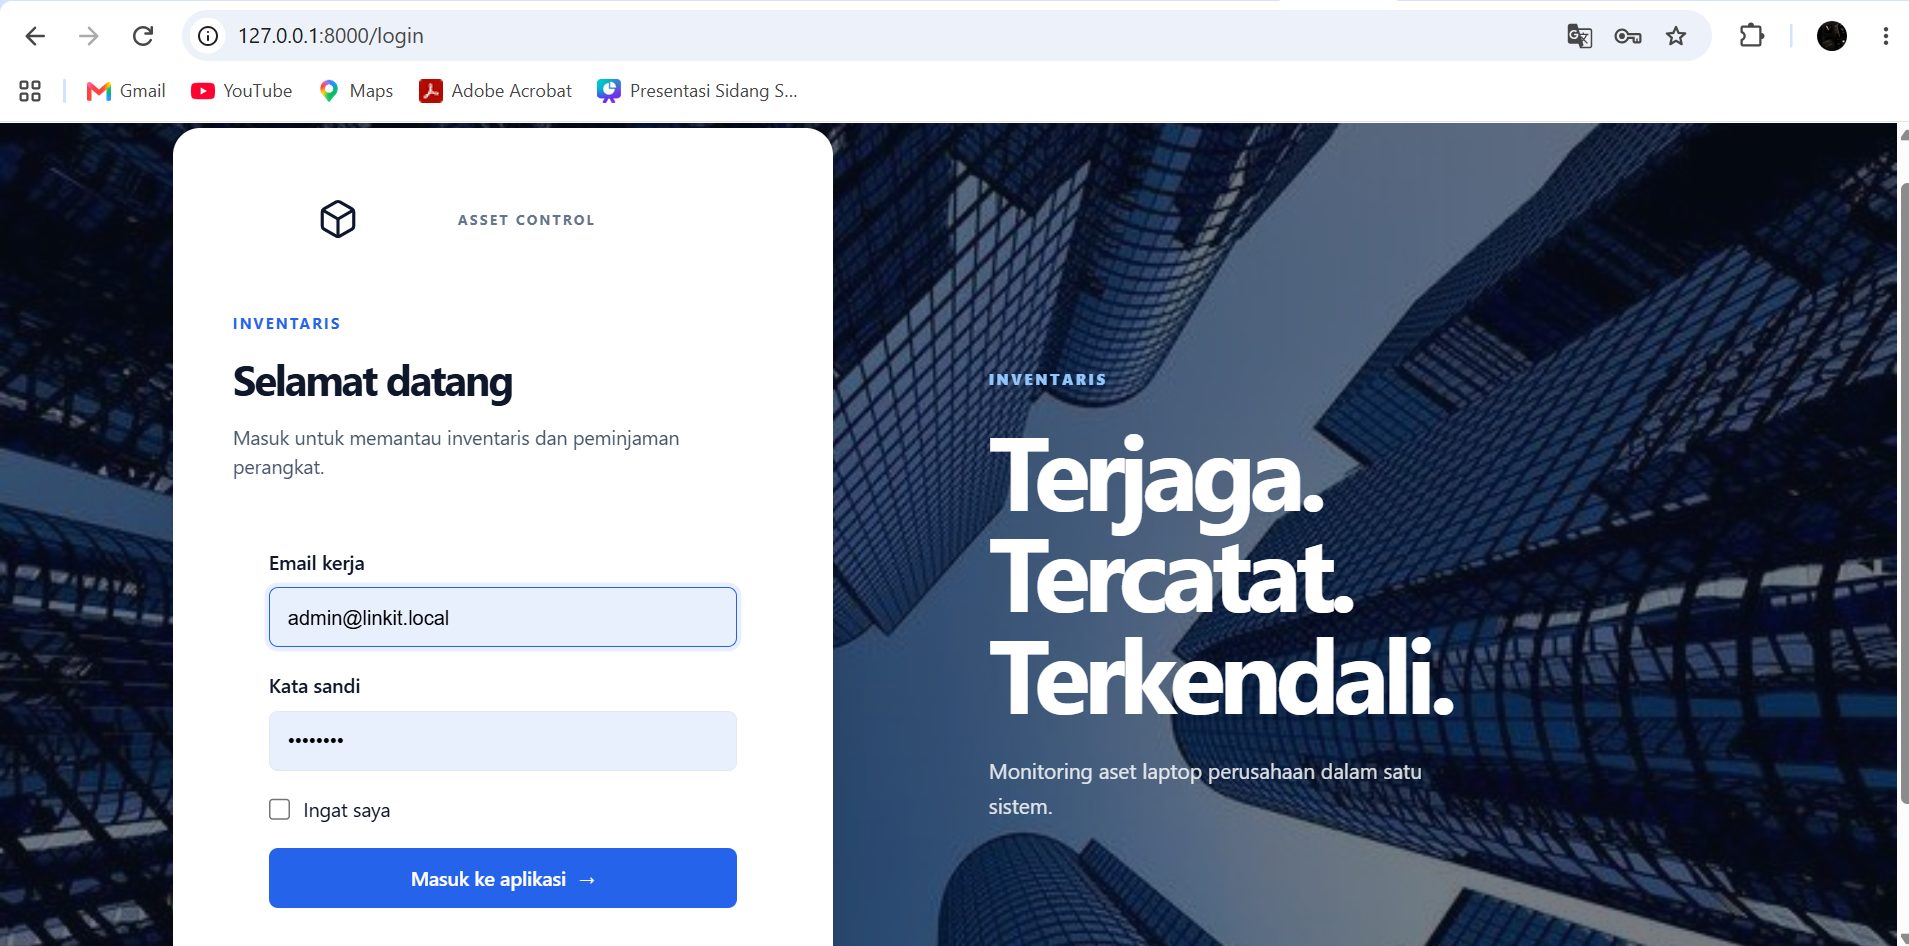 127.0.0.1:8000/login
Gmail
YouTube
Maps
Adobe Acrobat
Presentasi Sidang S...
ASSET CONTROL
INVENTARIS
Selamat datang
Masuk untuk memantau inventaris dan peminjaman
perangkat.
Email kerja
admin@linkit.local
Kata sandi
••••••••
Ingat saya
Masuk ke aplikasi →
INVENTARIS
Terjaga.
Tercatat.
Terkendali.
Monitoring aset laptop perusahaan dalam satu
sistem.